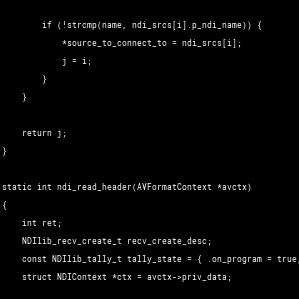 if (!strcmp(name, ndi_srcs[i].p_ndi_name)) {
*source_to_connect_to = ndi_srcs[i];
j = i;
}
}
return j;
}
static int ndi_read_header(AVFormatContext *avctx)
{
int ret;
NDIlib_recv_create_t recv_create_desc;
const NDIlib_tally_t tally_state = { .on_program = true,
struct NDIContext *ctx = avctx->priv_data;